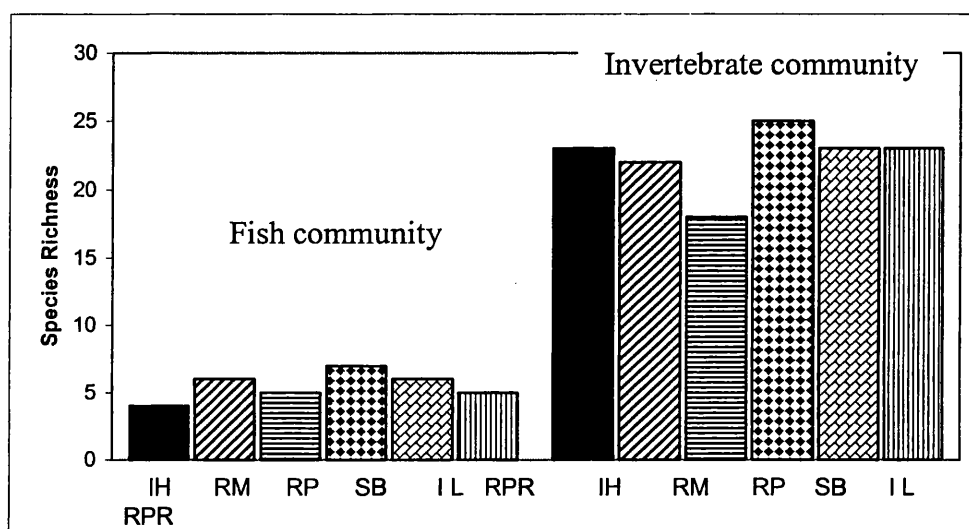 30
Invertebrate community
25
20
Species Richness
Fish community
15
10
5
0
IH RM RP SB I L RPR IH RM RP SB I L
RPR